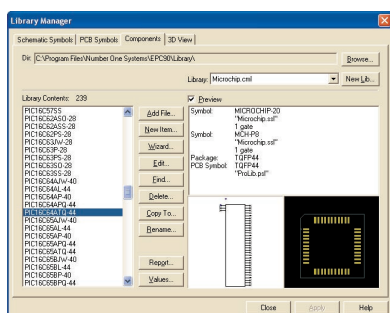 Library Manager
Schematic Symbols PCB Symbols Components 3D View
Dir: C:\Program Files\Number One Systems\EPC90\Library\ Browse...
Library: Microchip.cml New Lib...
Library Contents: 239 Preview
PIC16C57SS
PIC16C62ASO-28
PIC16C62ASS-28
PIC16C62PS-28
PIC16C63JW-28
PIC16C63P-28
PIC16C63PS-28
PIC16C63SO-28
PIC16C63SS-28
PIC16C64AJW-40
PIC16C64AL-44
PIC16C64AP-40
PIC16C64APQ-44
PIC16C64ATQ-44
PIC16C65AJW-40
PIC16C65AL-44
PIC16C65AP-40
PIC16C65APQ-44
PIC16C65ATQ-44
PIC16C65BJW-40
PIC16C65BL-44
PIC16C65BP-40
PIC16C65BPQ-44
Add File...
New Item...
Wizard...
Edit...
Find...
Delete...
Copy To...
Rename...
Report...
Values...
Symbol: MICROCHIP-20
"Microchip.ssl"
1 gate
Symbol: MCH-P8
"Microchip.ssl"
1 gate
Package: TQFP44
PCB Symbol: TQFP44
"ProLib.psl"
Close Apply Help